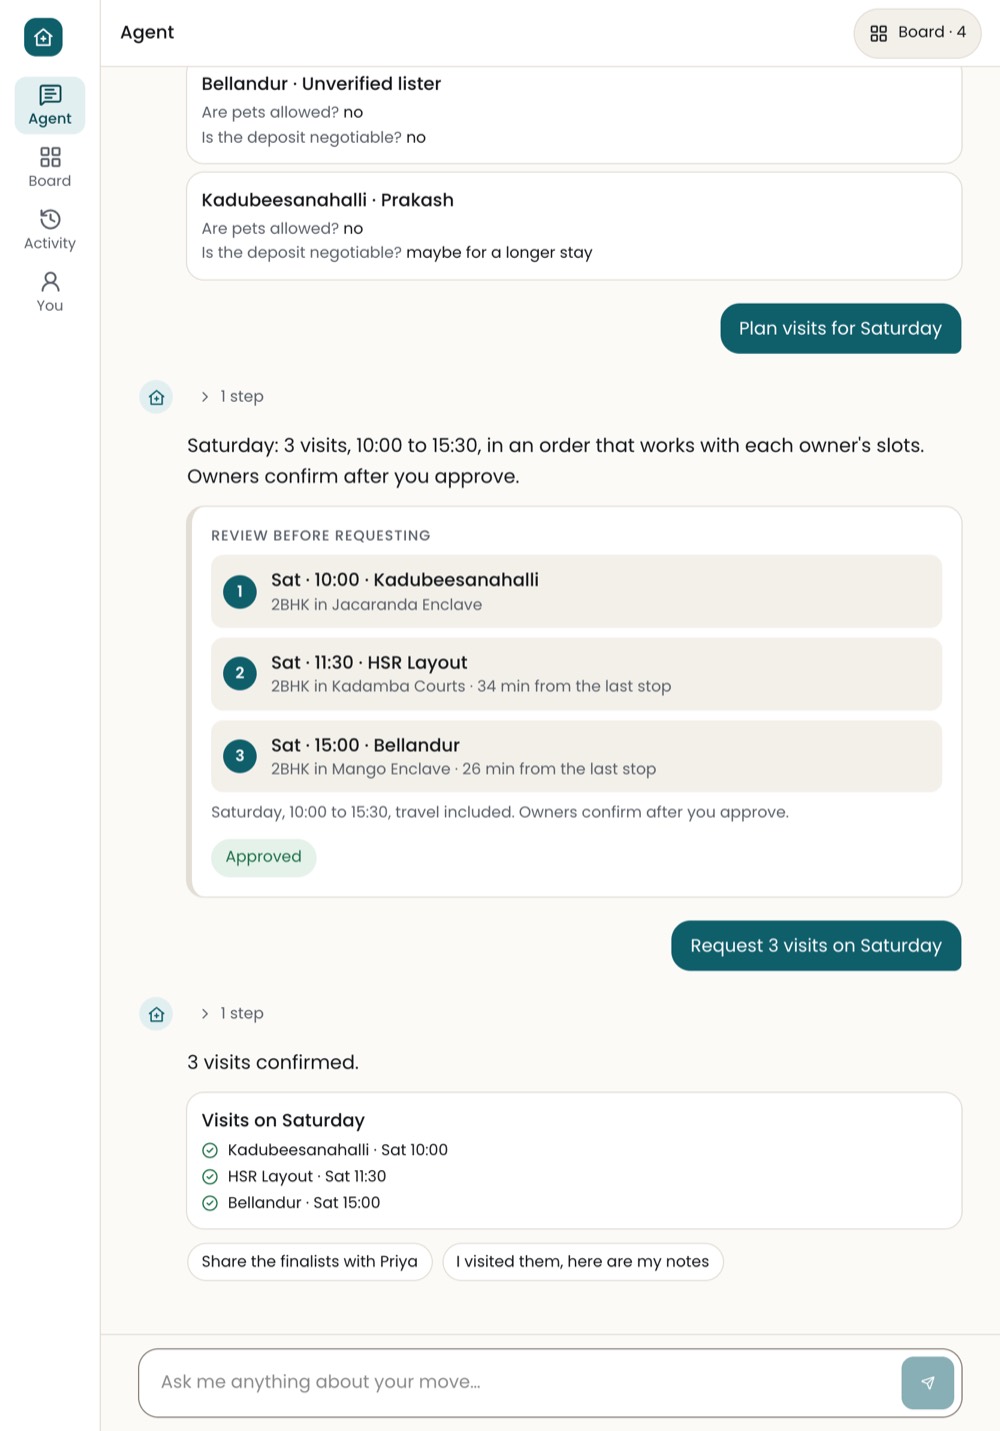 Agent
Board · 4
Agent
Board
Activity
You
Bellandur · Unverified lister
Are pets allowed? no
Is the deposit negotiable? no
Kadubeesanahalli · Prakash
Are pets allowed? no
Is the deposit negotiable? maybe for a longer stay
Plan visits for Saturday
1 step
Saturday: 3 visits, 10:00 to 15:30, in an order that works with each owner's slots.
Owners confirm after you approve.
REVIEW BEFORE REQUESTING
1
Sat · 10:00 · Kadubeesanahalli
2BHK in Jacaranda Enclave
2
Sat · 11:30 · HSR Layout
2BHK in Kadamba Courts · 34 min from the last stop
3
Sat · 15:00 · Bellandur
2BHK in Mango Enclave · 26 min from the last stop
Saturday, 10:00 to 15:30, travel included. Owners confirm after you approve.
Approved
Request 3 visits on Saturday
1 step
3 visits confirmed.
Visits on Saturday
Kadubeesanahalli · Sat 10:00
HSR Layout · Sat 11:30
Bellandur · Sat 15:00
Share the finalists with Priya
I visited them, here are my notes
Ask me anything about your move...